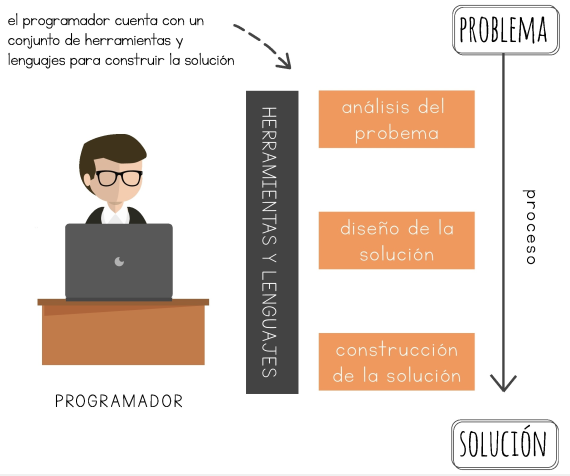 el programador cuenta con un
conjunto de herramientas y
lenguajes para construir la solución
PROBLEMA
HERRAMIENTAS Y LENGUAJES
análisis del
probema
proceso
diseño de la
solución
construcción
de la solución
PROGRAMADOR
SOLUCIÓN